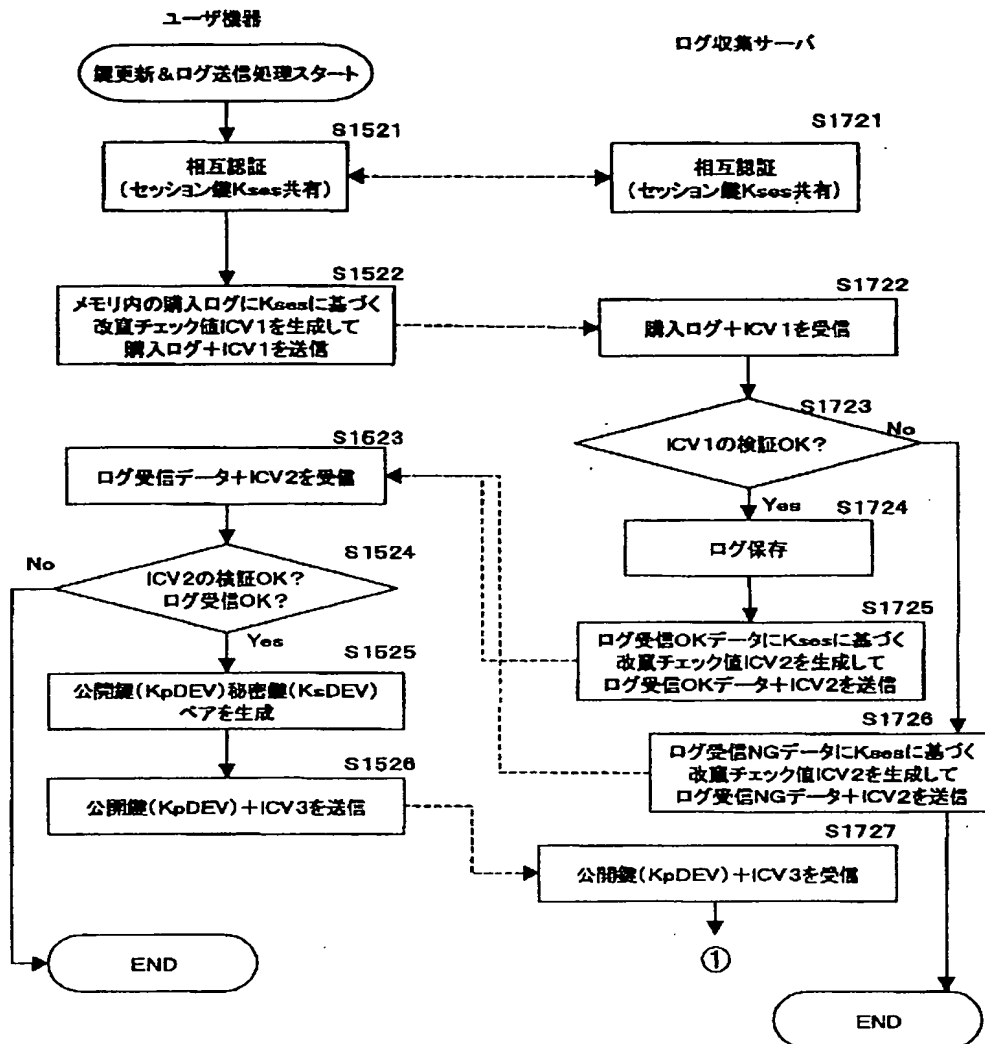 ユーザ機器
ログ収集サーバ
鍵更新&ログ送信処理スタート
S1521
相互認証
(セッション鍵Kses共有)
S1721
相互認証
(セッション鍵Kses共有)
S1522
メモリ内の購入ログにKsesに基づく
改竄チェック値ICV1を生成して
購入ログ+ICV1を送信
S1722
購入ログ+ICV1を受信
S1723
ICV1の検証OK?
No
Yes
S1523
ログ受信データ+ICV2を受信
S1724
ログ保存
S1524
No
ICV2の検証OK?
ログ受信OK?
Yes
S1725
ログ受信OKデータにKsesに基づく
改竄チェック値ICV2を生成して
ログ受信OKデータ+ICV2を送信
S1525
公開鍵(KpDEV)秘密鍵(KsDEV)
ペアを生成
S1726
ログ受信NGデータにKsesに基づく
改竄チェック値ICV2を生成して
ログ受信NGデータ+ICV2を送信
S1526
公開鍵(KpDEV)+ICV3を送信
S1727
公開鍵(KpDEV)+ICV3を受信
①
END
END